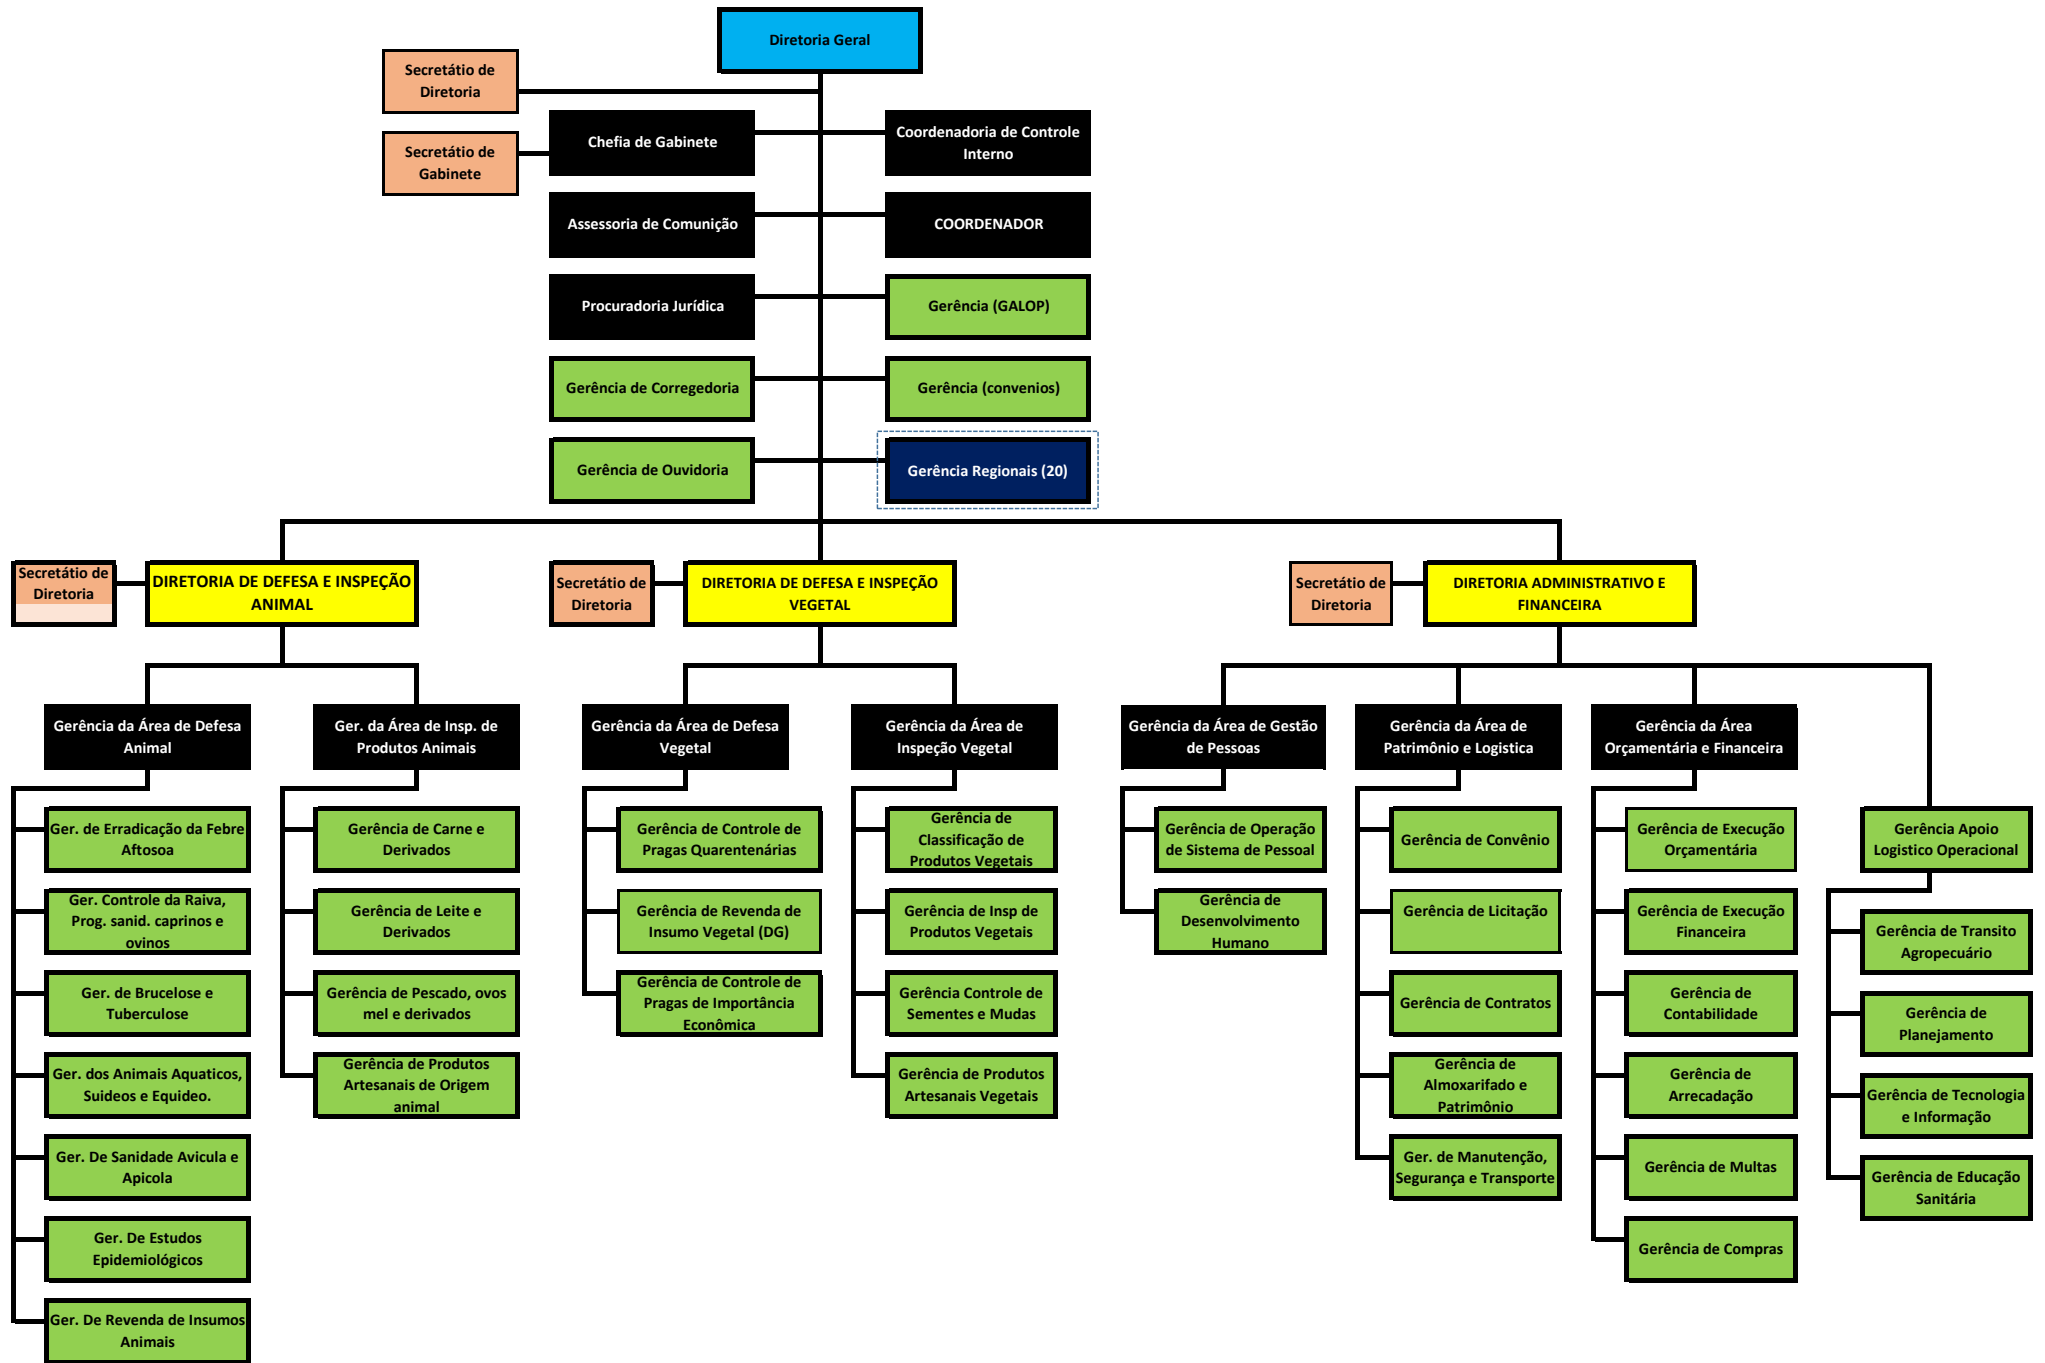 Diretoria Geral
Secretátio de
Diretoria
Chefia de Gabinete
Coordenadoria de Controle
Interno
Secretátio de
Gabinete
Assessoria de Comunição
COORDENADOR
Procuradoria Jurídica
Gerência (GALOP)
Gerência de Corregedoria
Gerência (convenios)
Gerência de Ouvidoria
Gerência Regionais (20)
Secretátio de
Diretoria
DIRETORIA DE DEFESA E INSPEÇÃO
ANIMAL
Secretátio de
Diretoria
DIRETORIA DE DEFESA E INSPEÇÃO
VEGETAL
Secretátio de
Diretoria
DIRETORIA ADMINISTRATIVO E
FINANCEIRA
Gerência da Área de Defesa
Animal
Ger. da Área de Insp. de
Produtos Animais
Gerência da Área de Defesa
Vegetal
Gerência da Área de
Inspeção Vegetal
Gerência da Área de Gestão
de Pessoas
Gerência da Área de
Patrimônio e Logistica
Gerência da Área
Orçamentária e Financeira
Ger. de Erradicação da Febre
Aftosoa
Gerência de Carne e
Derivados
Gerência de Controle de
Pragas Quarentenárias
Gerência de
Classificação de
Produtos Vegetais
Gerência de Operação
de Sistema de Pessoal
Gerência de Convênio
Gerência de Execução
Orçamentária
Gerência Apoio
Logistico Operacional
Ger. Controle da Raiva,
Prog. sanid. caprinos e
ovinos
Gerência de Leite e
Derivados
Gerência de Revenda de
Insumo Vegetal (DG)
Gerência de Insp de
Produtos Vegetais
Gerência de
Desenvolvimento
Humano
Gerência de Licitação
Gerência de Execução
Financeira
Gerência de Transito
Agropecuário
Ger. de Brucelose e
Tuberculose
Gerência de Pescado, ovos
mel e derivados
Gerência de Controle de
Pragas de Importância
Econômica
Gerência Controle de
Sementes e Mudas
Gerência de Contratos
Gerência de
Contabilidade
Gerência de
Planejamento
Ger. dos Animais Aquaticos,
Suideos e Equideo.
Gerência de Produtos
Artesanais de Origem
animal
Gerência de Produtos
Artesanais Vegetais
Gerência de
Almoxarifado e
Patrimônio
Gerência de
Arrecadação
Gerência de Tecnologia
e Informação
Ger. De Sanidade Avicula e
Apicola
Ger. de Manutenção,
Segurança e Transporte
Gerência de Multas
Gerência de Educação
Sanitária
Ger. De Estudos
Epidemiológicos
Gerência de Compras
Ger. De Revenda de Insumos
Animais